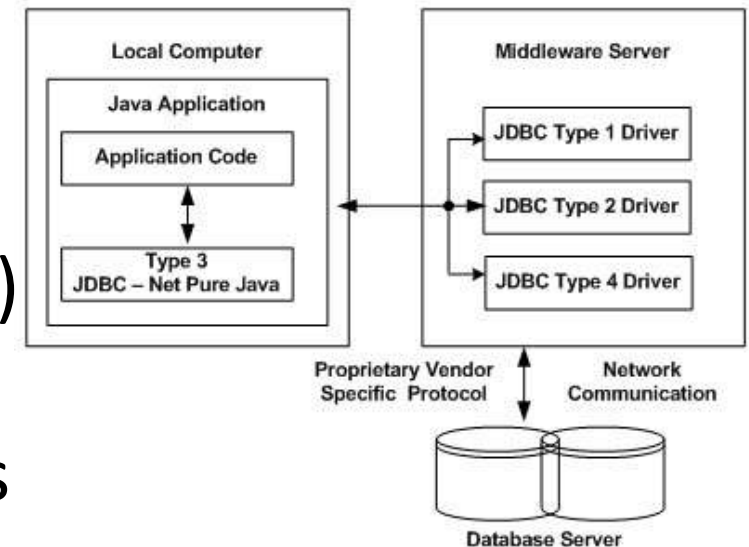 Local Computer
Java Application
Application Code
Type 3
JDBC – Net Pure Java
)
s
Middleware Server
JDBC Type 1 Driver
JDBC Type 2 Driver
JDBC Type 4 Driver
Proprietary Vendor
Specific Protocol
Network
Communication
Database Server